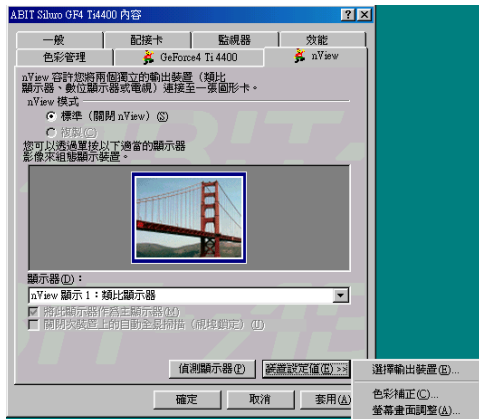 ABIT Siluro GF4 Ti4400 內容
一般
配接卡
監視器
效能
色彩管理
GeForce4 Ti 4400
nView
nView 容許您將兩個獨立的輸出裝置（類比
顯示器、數位顯示器或電視）連接至一張圖形卡。
nView 模式
標準（關閉 nView）(S)
複製(C)
您可以透過單按以下適當的顯示器
影像來組態顯示裝置。
顯示器(D)：
nView 顯示 1：類比顯示器
將此顯示器作為主顯示器(M)
關閉次裝置上的自動全景掃描（視埠鎖定）(U)
偵測顯示器(P)
裝置設定值(E) >>
選擇輸出裝置(E)...
色彩補正(C)...
螢幕畫面調整(A)...
確定
取消
套用(A)